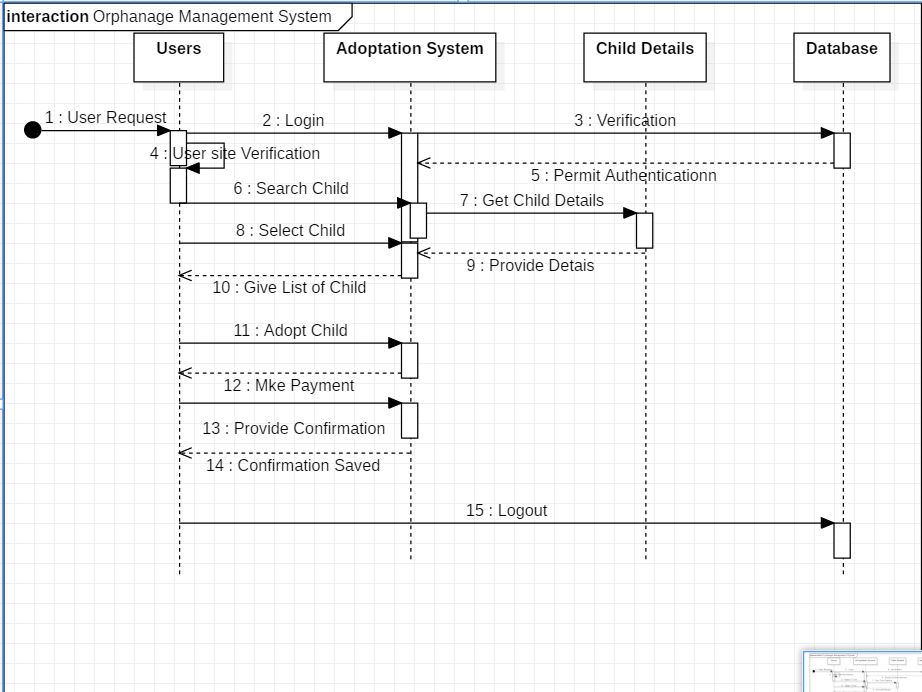 interaction Orphanage Management System
Users
Adoptation System
Child Details
Database
1 : User Request
2 : Login
3 : Verification
4 : User site Verification
5 : Permit Authenticationn
6 : Search Child
7 : Get Child Details
8 : Select Child
9 : Provide Detais
10 : Give List of Child
11 : Adopt Child
12 : Mke Payment
13 : Provide Confirmation
14 : Confirmation Saved
15 : Logout